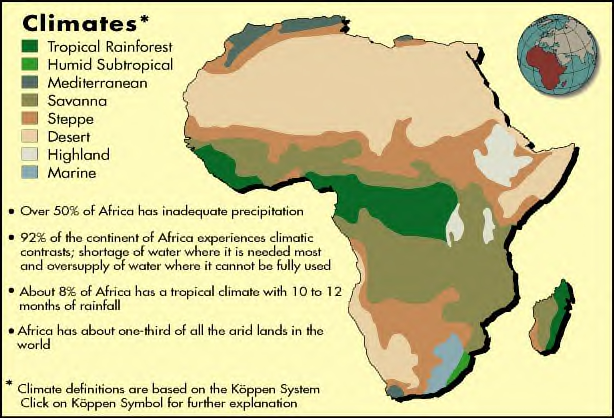 Climates*
Tropical Rainforest
Humid Subtropical
Mediterranean
Savanna
Steppe
Desert
Highland
Marine
• Over 50% of Africa has inadequate precipitation
• 92% of the continent of Africa experiences climatic
contrasts; shortage of water where it is needed most
and oversupply of water where it cannot be fully used
• About 8% of Africa has a tropical climate with 10 to 12
months of rainfall
• Africa has about one-third of all the arid lands in the
world
* Climate definitions are based on the Köppen System
Click on Köppen Symbol for further explanation